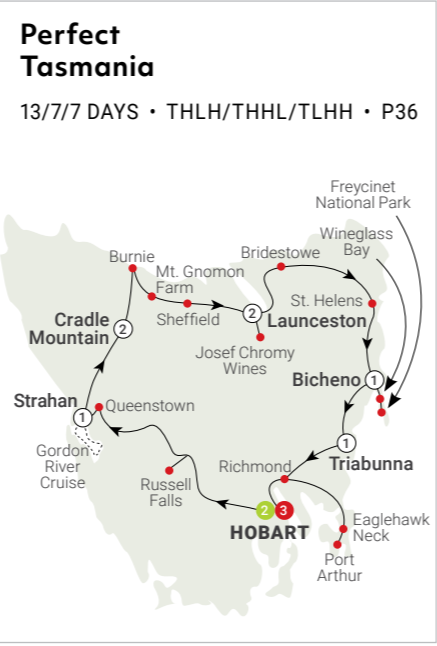 Perfect
Tasmania
13/7/7 DAYS • THLH/THHL/TLHH • P36
Freycinet
National Park
Wineglass
Bay
Burnie
Bridestowe
Mt. Gnomon
Farm
St. Helens
Sheffield
2
Launceston
Cradle
Mountain
2
Josef Chromy
Wines
Bicheno
1
Strahan
1
Queenstown
1
Triabunna
Gordon
River
Cruise
Richmond
Russell
Falls
2
3
HOBART
Eaglehawk
Neck
Port
Arthur